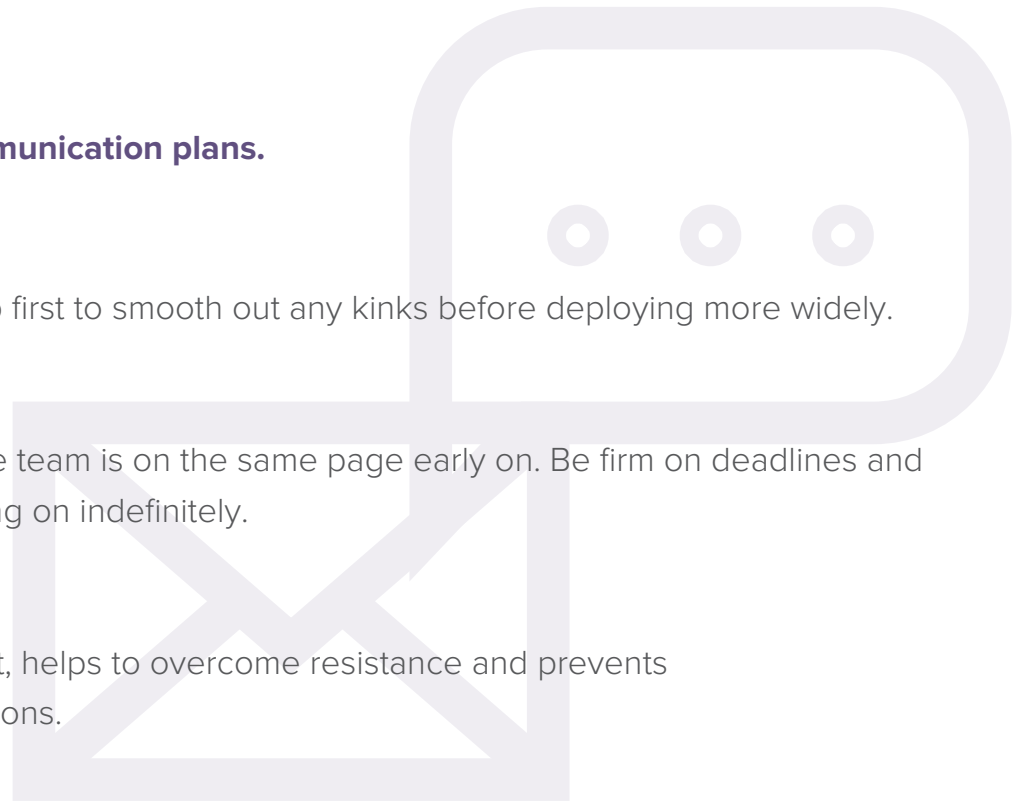 munication plans.
first to smooth out any kinks before deploying more widely.
team is on the same page early on. Be firm on deadlines and
g on indefinitely.
, helps to overcome resistance and prevents
ons.